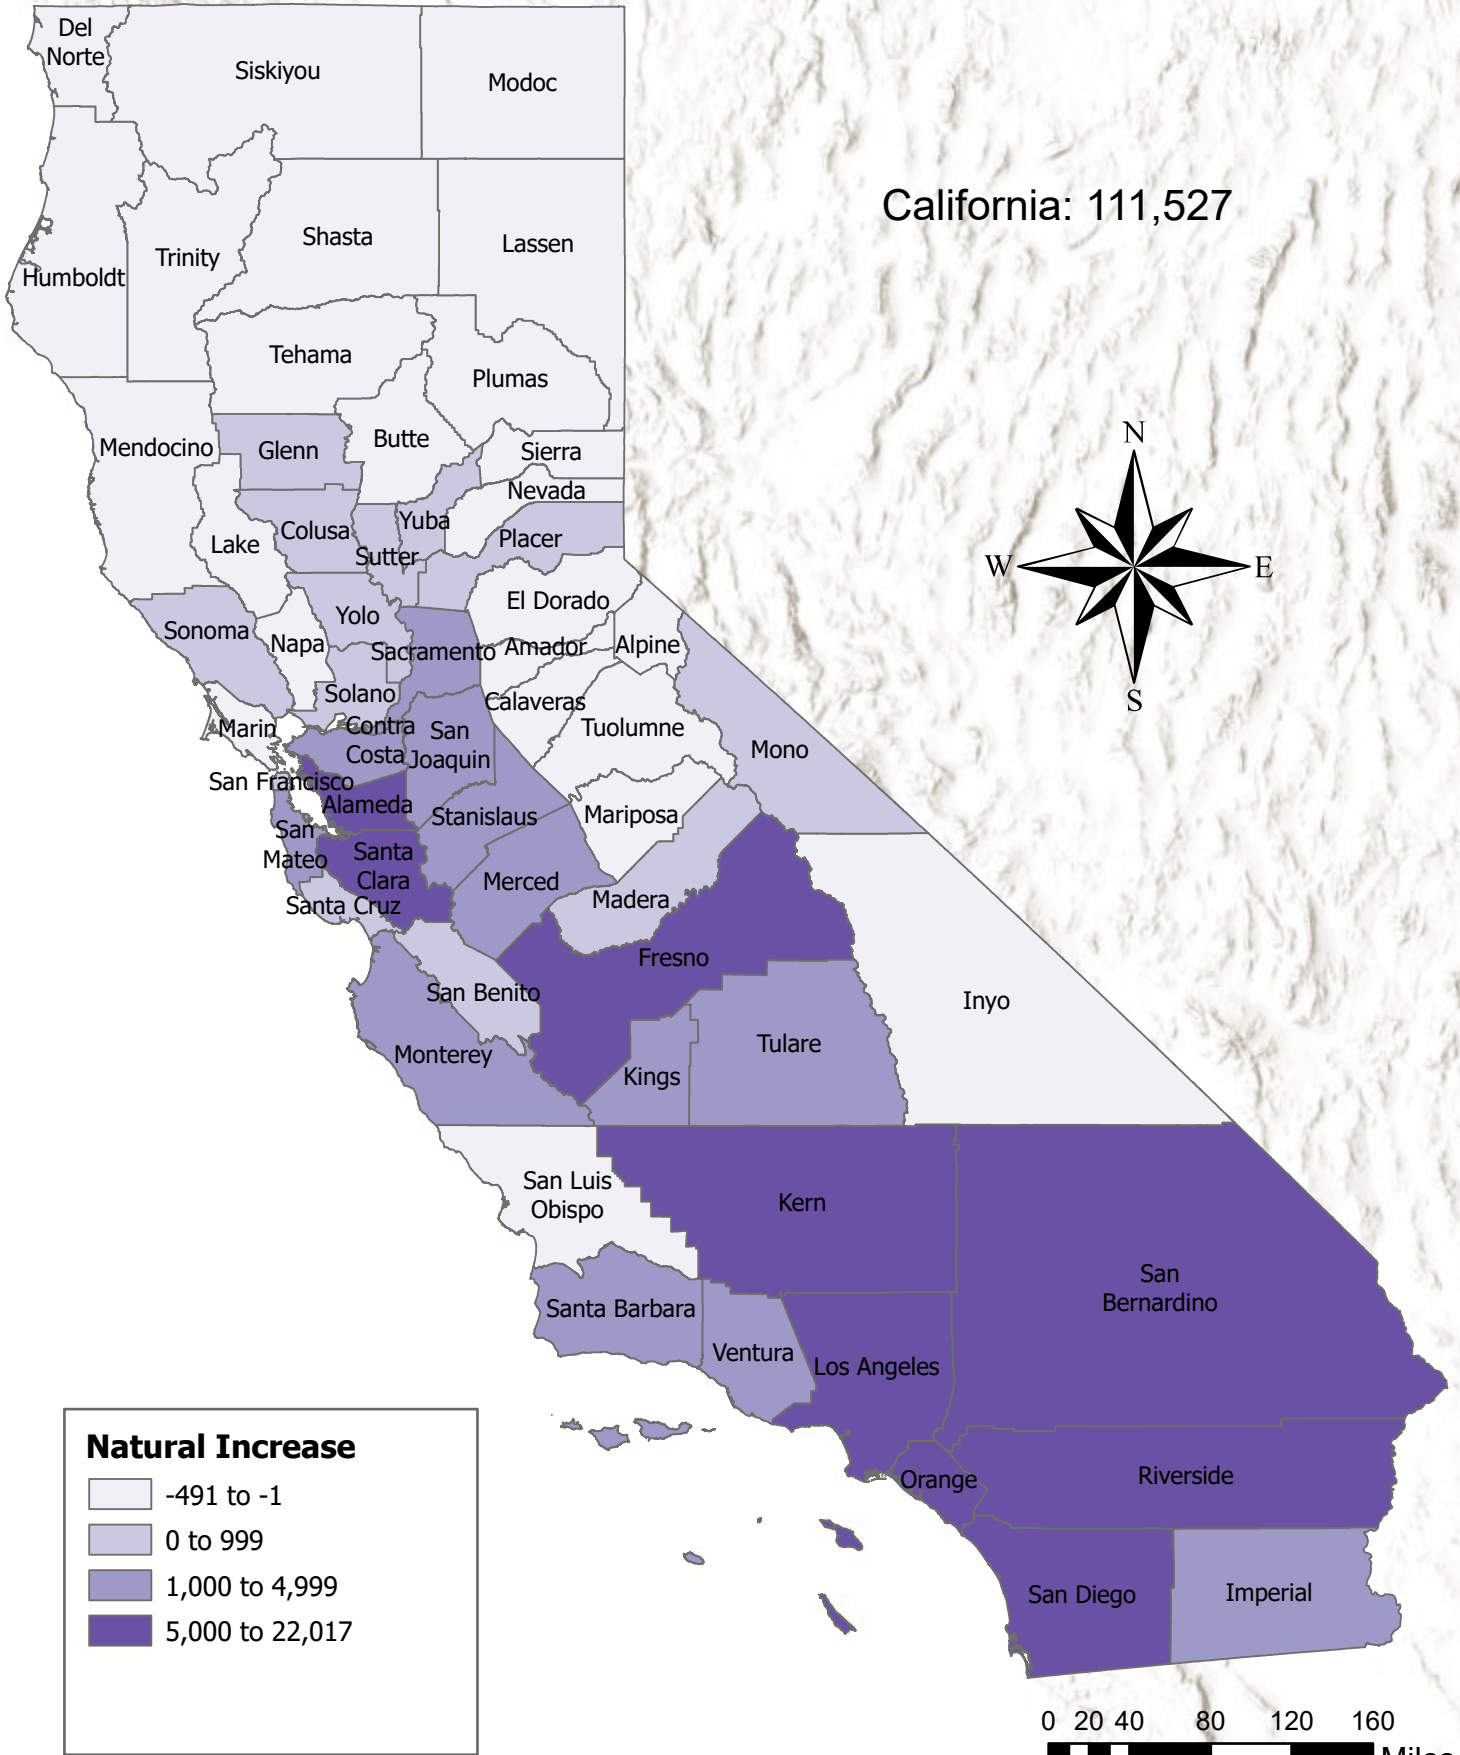 Del
Norte
Siskiyou
Modoc
California: 111,527
Humboldt
Trinity
Shasta
Lassen
Tehama
Plumas
Mendocino
Glenn
Butte
Sierra
Nevada
Lake
Colusa
Sutter
Yuba
Placer
N
W
E
S
Sonoma
Napa
Yolo
El Dorado
Sacramento
Amador
Alpine
Solano
Calaveras
Marin
Contra
Costa
San
Joaquin
Tuolumne
Mono
San Francisco
Alameda
Stanislaus
Mariposa
San
Mateo
Santa
Clara
Merced
Santa Cruz
Madera
Fresno
San Benito
Inyo
Monterey
Kings
Tulare
San Luis
Obispo
Kern
San
Bernardino
Santa Barbara
Ventura
Los Angeles
Orange
Riverside
San Diego
Imperial
Natural Increase
-491 to -1
0 to 999
1,000 to 4,999
5,000 to 22,017
0 20 40 80 120 160
Miles